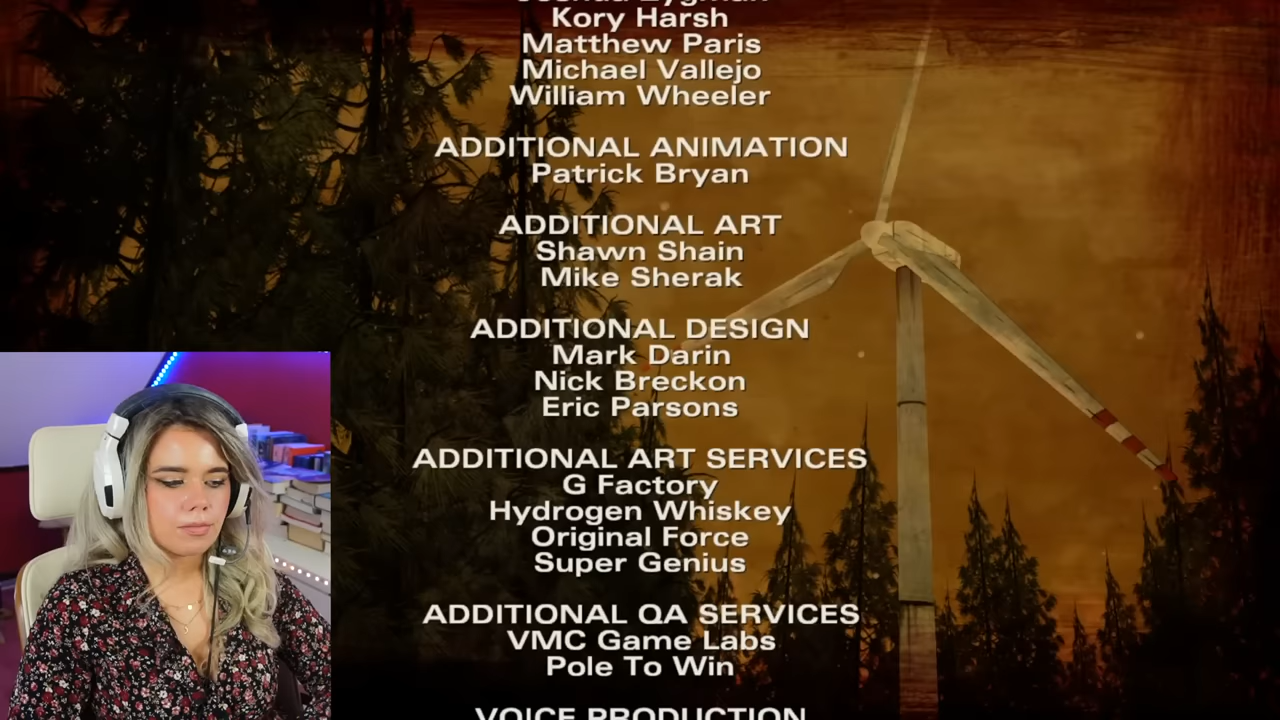 Kory Harsh
Matthew Paris
Michael Vallejo
William Wheeler
ADDITIONAL ANIMATION
Patrick Bryan
ADDITIONAL ART
Shawn Shain
Mike Sherak
ADDITIONAL DESIGN
Mark Darin
Nick Breckon
Eric Parsons
ADDITIONAL ART SERVICES
G Factory
Hydrogen Whiskey
Original Force
Super Genius
ADDITIONAL QA SERVICES
VMC Game Labs
Pole To Win
VOICE PRODUCTION